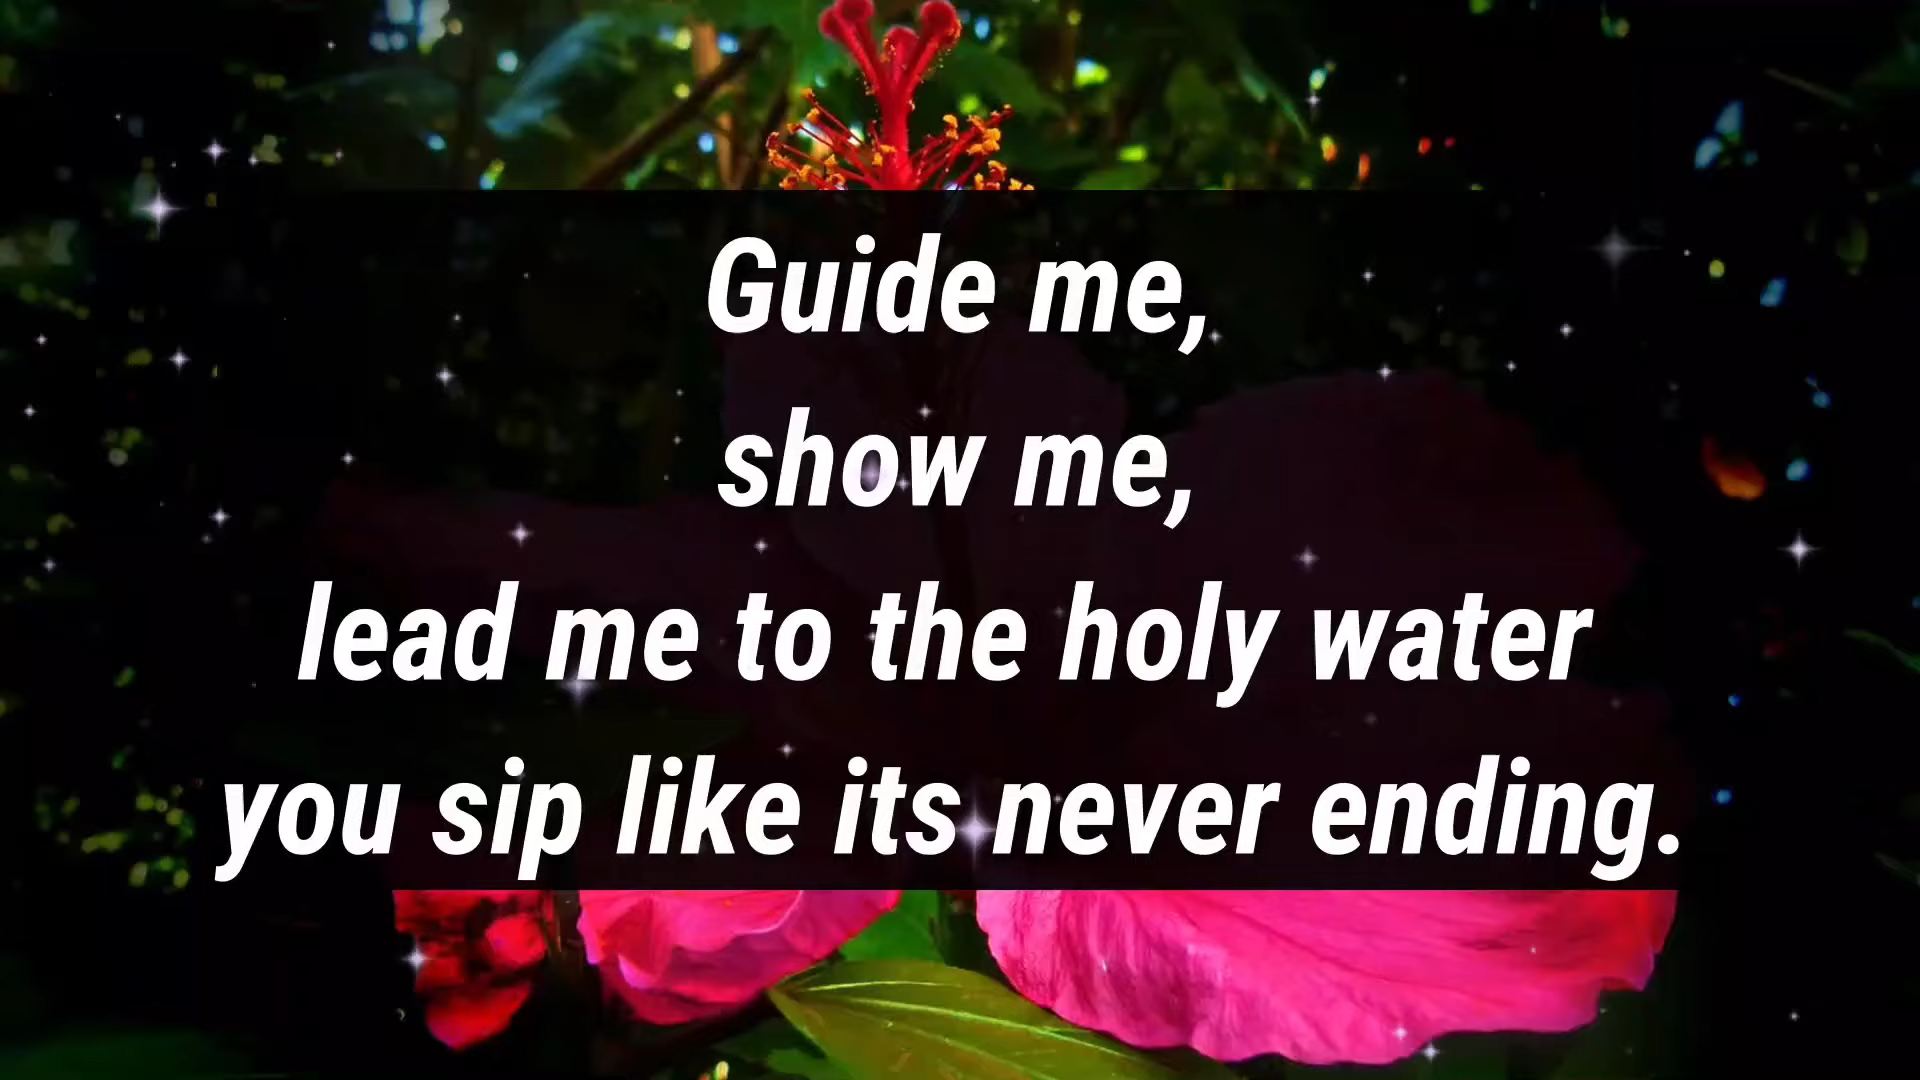 Guide me,
show me,
lead me to the holy water
you sip like its never ending.